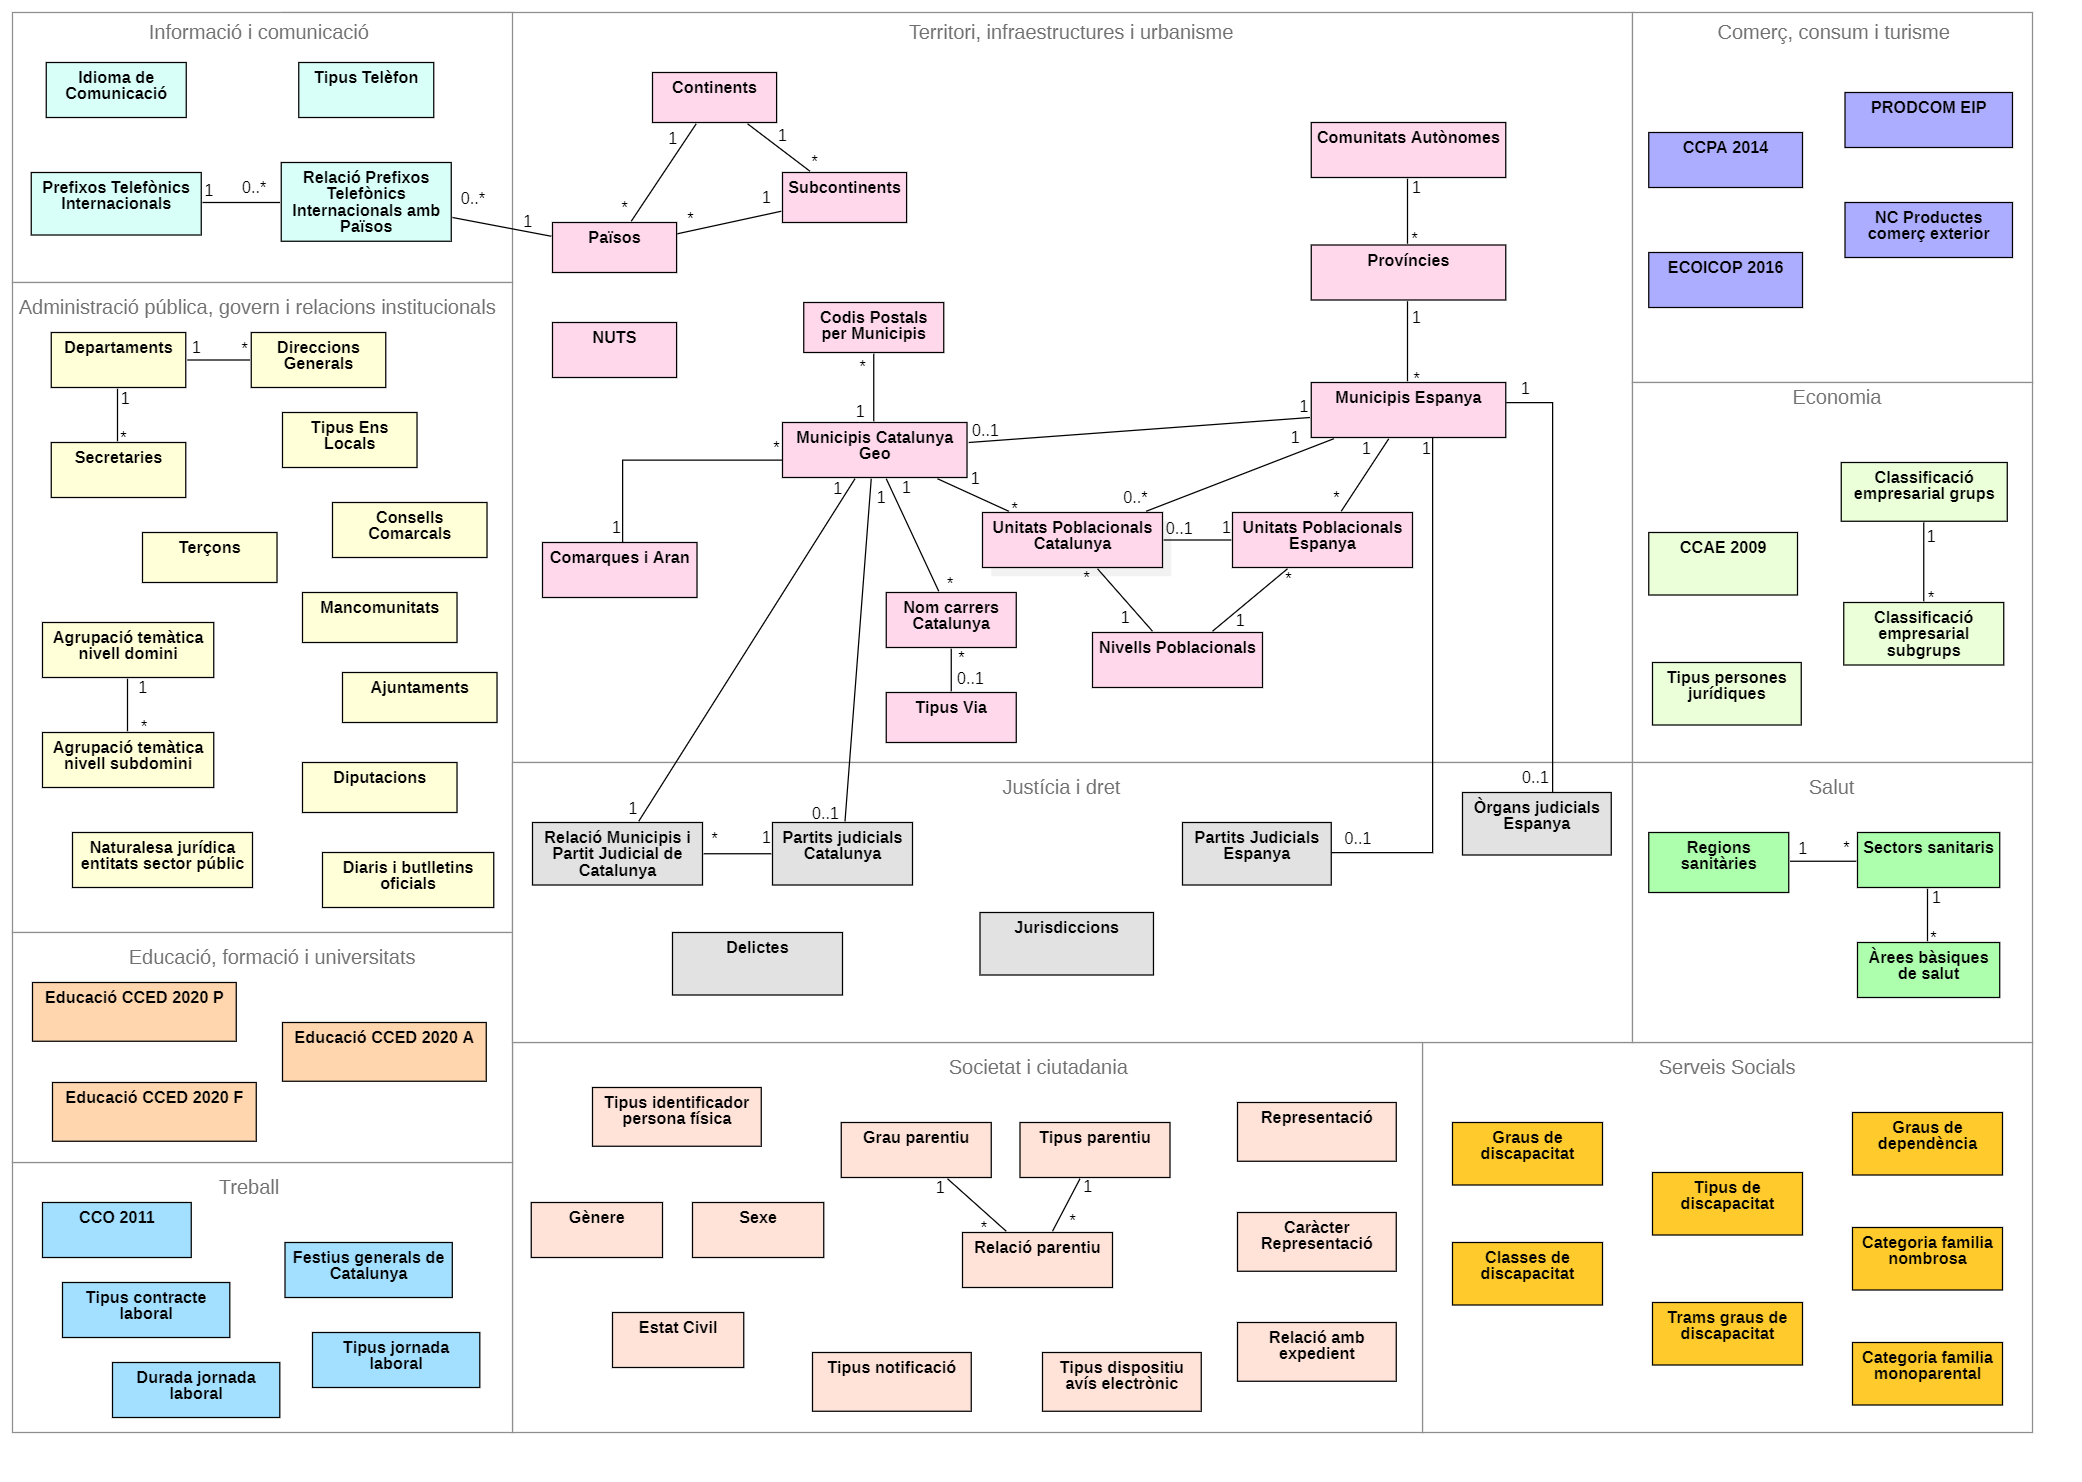 Informació i comunicació
Idioma de
Comunicació
Tipus Telèfon
Prefixos Telefònics
Internacionals
1
0..*
Relació Prefixos
Telefònics
Internacionals amb
Països
0..*
1
Administració pública, govern i relacions institucionals
Departaments
1
*
Direccions
Generals
1
*
Secretaries
Tipus Ens
Locals
Consells
Comarcals
Terçons
Mancomunitats
Agrupació temàtica
nivell domini
1
*
Agrupació temàtica
nivell subdomini
Ajuntaments
Diputacions
Naturalesa jurídica
entitats sector públic
Diaris i butlletins
oficials
Educació, formació i universitats
Educació CCED 2020 P
Educació CCED 2020 A
Educació CCED 2020 F
Treball
CCO 2011
Festius generals de
Catalunya
Tipus contracte
laboral
Tipus jornada
laboral
Durada jornada
laboral
Territori, infraestructures i urbanisme
Continents
1
1
*
*
Subcontinents
1
*
Països
NUTS
Codis Postals
per Municipis
*
1
Municipis Catalunya
Geo
*
1
Comarques i Aran
Comunitats Autònomes
1
*
Províncies
1
*
Municipis Espanya
1
0..1
1
1
1
1
1
1
1
1
*
0..*
*
Unitats Poblacionals
Catalunya
0..1
1
Unitats Poblacionals
Espanya
*
*
1
1
Nivells Poblacionals
*
Nom carrers
Catalunya
*
0..1
Tipus Via
Justícia i dret
1
0..1
0..1
0..1
Relació Municipis i
Partit Judicial de
Catalunya
*
1
Partits judicials
Catalunya
Partits Judicials
Espanya
Òrgans judicials
Espanya
Delictes
Jurisdiccions
Societat i ciutadania
Tipus identificador
persona física
Grau parentiu
Tipus parentiu
1
1
*
*
Relació parentiu
Representació
Gènere
Sexe
Caràcter
Representació
Estat Civil
Tipus notificació
Tipus dispositiu
avís electrònic
Relació amb
expedient
Comerç, consum i turisme
PRODCOM EIP
CCPA 2014
NC Productes
comerç exterior
ECOICOP 2016
Economia
Classificació
empresarial grups
1
*
Classificació
empresarial
subgrups
CCAE 2009
Tipus persones
jurídiques
Salut
Regions
sanitàries
1
*
Sectors sanitaris
1
*
Àrees bàsiques
de salut
Serveis Socials
Graus de
discapacitat
Graus de
dependència
Tipus de
discapacitat
Classes de
discapacitat
Categoria familia
nombrosa
Trams graus de
discapacitat
Categoria familia
monoparental